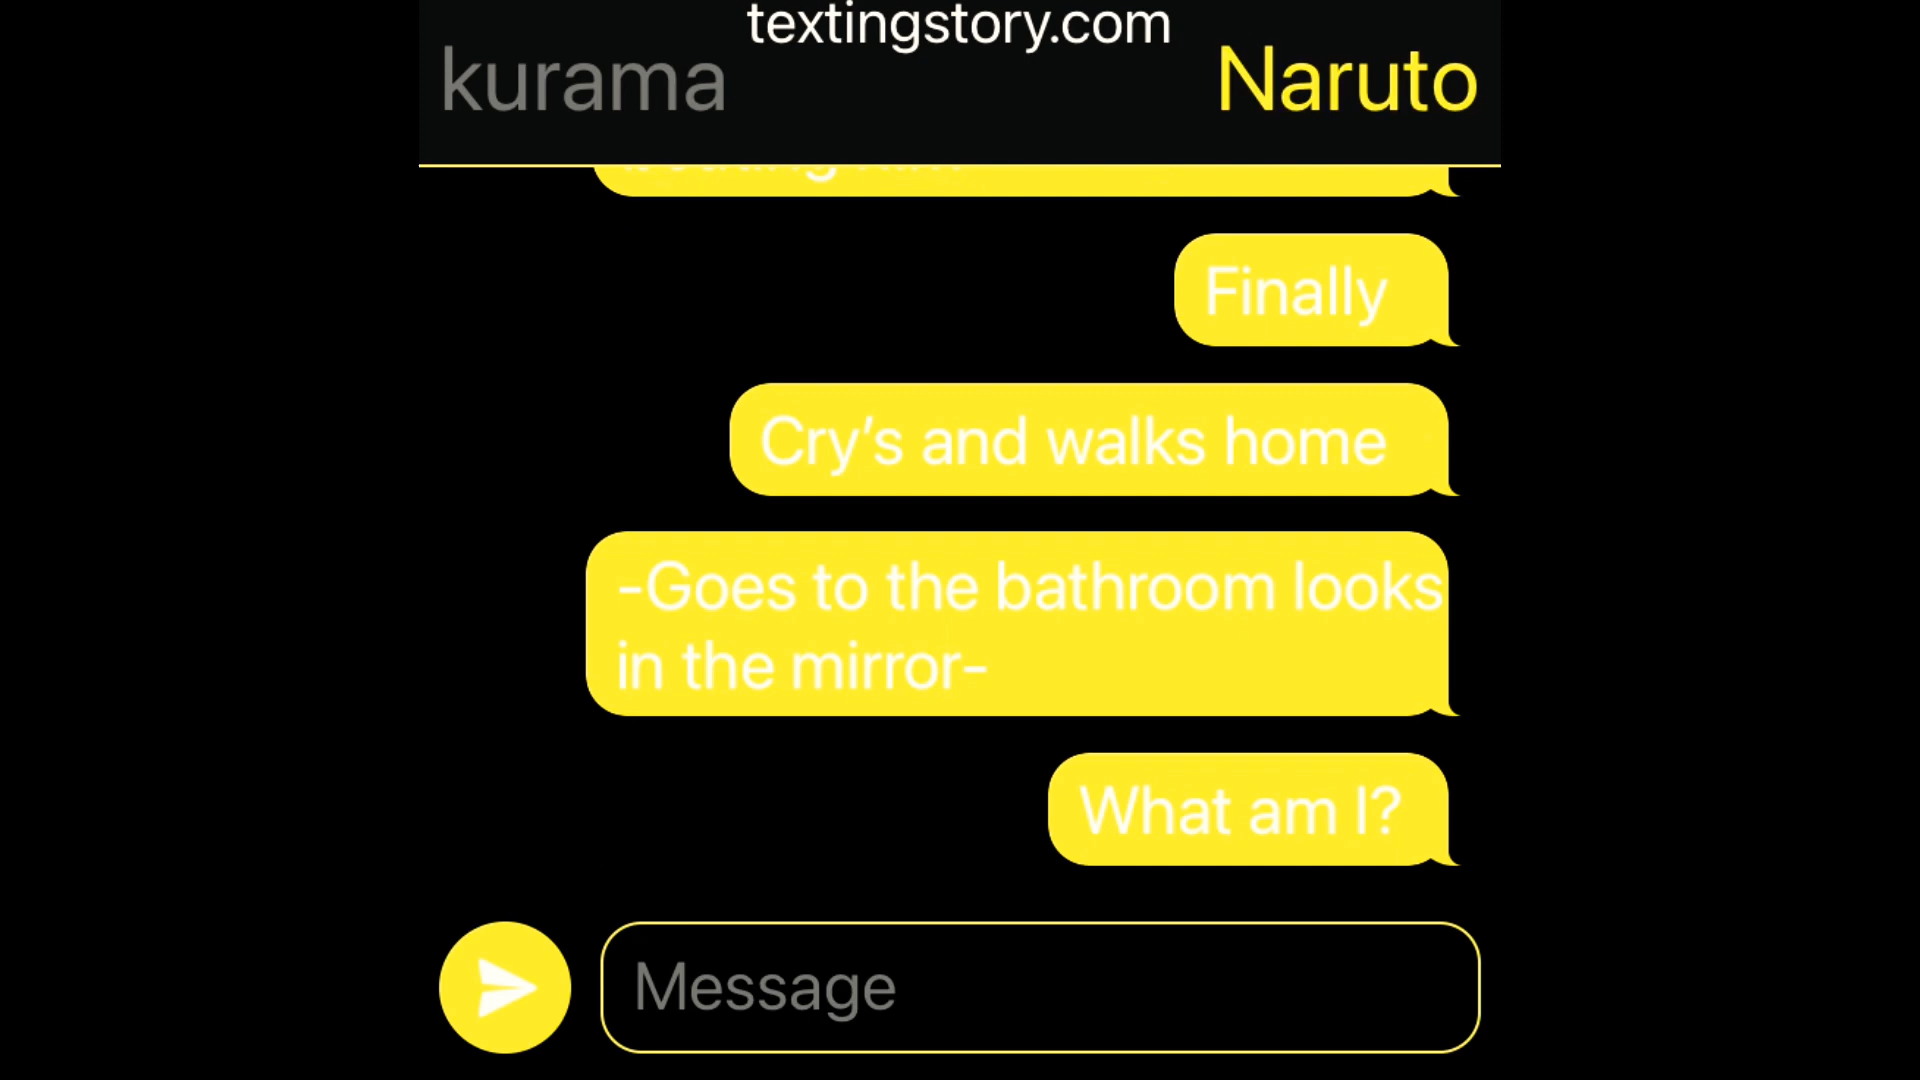 textingstory.com
kurama
Naruto
Finally
Cry’s and walks home
-Goes to the bathroom looks
in the mirror-
What am I?
Message